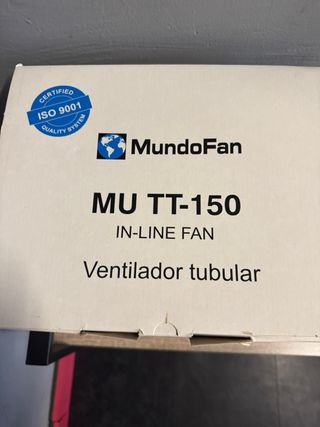 CERTIFIED
ISO 9001
QUALITY SYSTEM
MundoFan
MU TT-150
IN-LINE FAN
Ventilador tubular